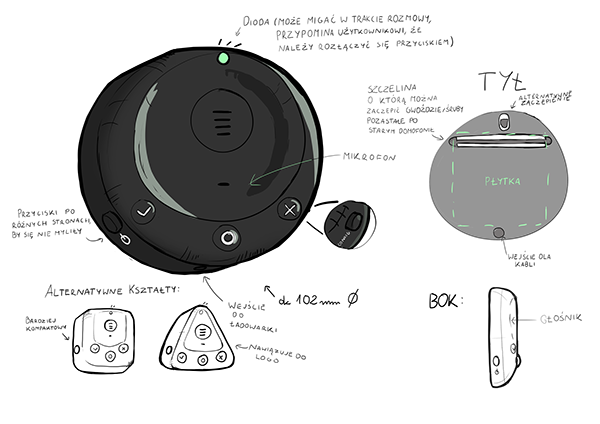 DIODA (MOŻE MIGAĆ W TRAKCIE ROZMOWY,
PRZYPOMINA UŻYTKOWNIKOWI, ŻE
NALEŻY ROZŁĄCZYĆ SIĘ PRZYCISKIEM)
TYŁ
SZCZELINA
O KTÓRĄ MOŻNA
ZACZEPIĆ GWOŹDZIE/ŚRUBY
POZASTAŁE PO
STARYM DOMOFONIE
ALTERNATYWNE
ZACZEPIENIE
MIKROFON
PŁYTKA
PRZYCISKI PO
RÓŻNYCH STRONACH
BY SIĘ NIE MYLIŁY
WEJŚCIE DLA
KABLI
ALTERNATYWNE KSZTAŁTY:
WEJŚCIE
DO
ŁADOWARKI
do 102 mm Ø
BOK:
BARDZIEJ
KOMPAKTOWY
GŁOŚNIK
NAWIĄZUJE DO
LOGO